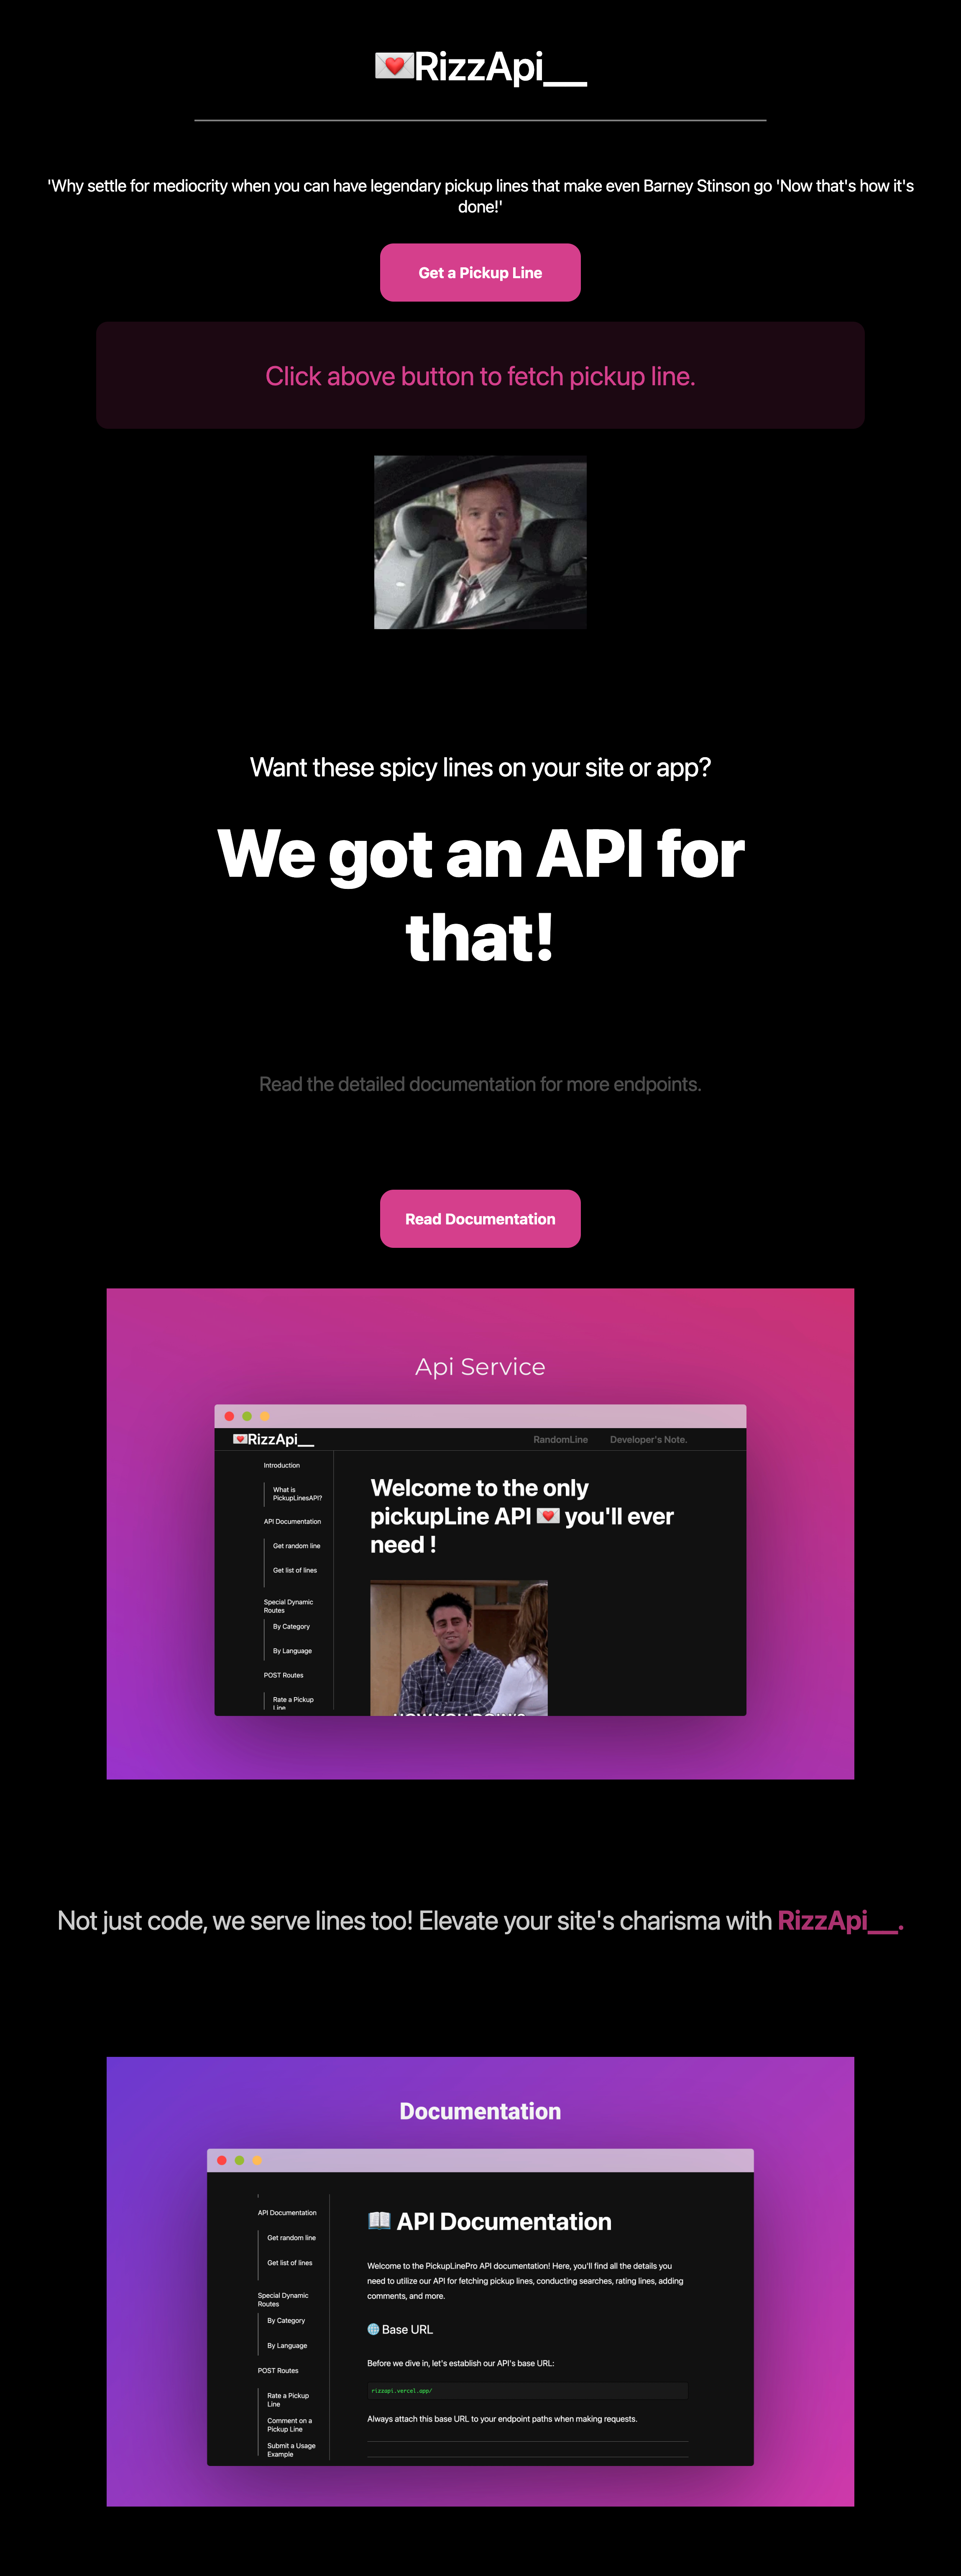 💌RizzApi__
'Why settle for mediocrity when you can have legendary pickup lines that make even Barney Stinson go 'Now that's how it's
done!'
Get a Pickup Line
Click above button to fetch pickup line.
Want these spicy lines on your site or app?
We got an API for
that!
Read the detailed documentation for more endpoints.
Read Documentation
Api Service
💌RizzApi__
RandomLine
Developer's Note.
Introduction
What is
PickupLinesAPI?
API Documentation
Get random line
Get list of lines
Special Dynamic
Routes
By Category
By Language
POST Routes
Rate a Pickup
Line
Welcome to the only
pickupLine API 💌 you'll ever
need !
HOW YOU DOIN'?
Not just code, we serve lines too! Elevate your site's charisma with RizzApi__.
Documentation
API Documentation
Get random line
Get list of lines
Special Dynamic
Routes
By Category
By Language
POST Routes
Rate a Pickup
Line
Comment on a
Pickup Line
Submit a Usage
Example
📖 API Documentation
Welcome to the PickupLinePro API documentation! Here, you'll find all the details you
need to utilize our API for fetching pickup lines, conducting searches, rating lines, adding
comments, and more.
🌐 Base URL
Before we dive in, let's establish our API's base URL:
rizzapi.vercel.app/
Always attach this base URL to your endpoint paths when making requests.